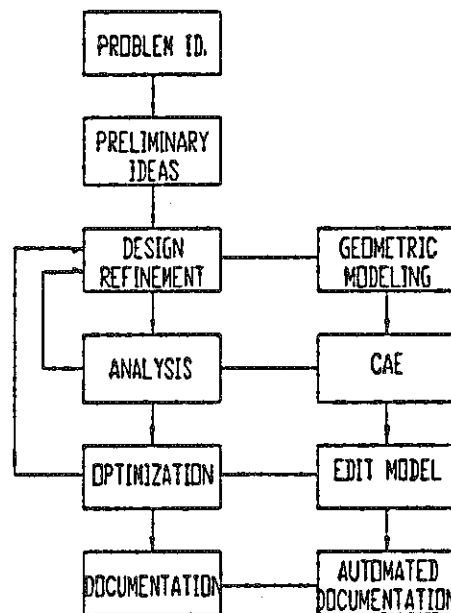 PROBLEM ID.
PRELIMINARY
IDEAS
DESIGN
REFINEMENT
GEOMETRIC
MODELING
ANALYSIS
CAE
OPTIMIZATION
EDIT MODEL
DOCUMENTATION
AUTOMATED
DOCUMENTATION